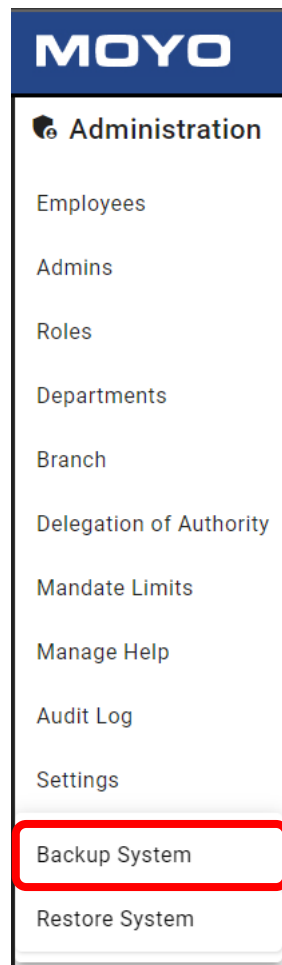 MOYO
Administration
Employees
Admins
Roles
Departments
Branch
Delegation of Authority
Mandate Limits
Manage Help
Audit Log
Settings
Backup System
Restore System